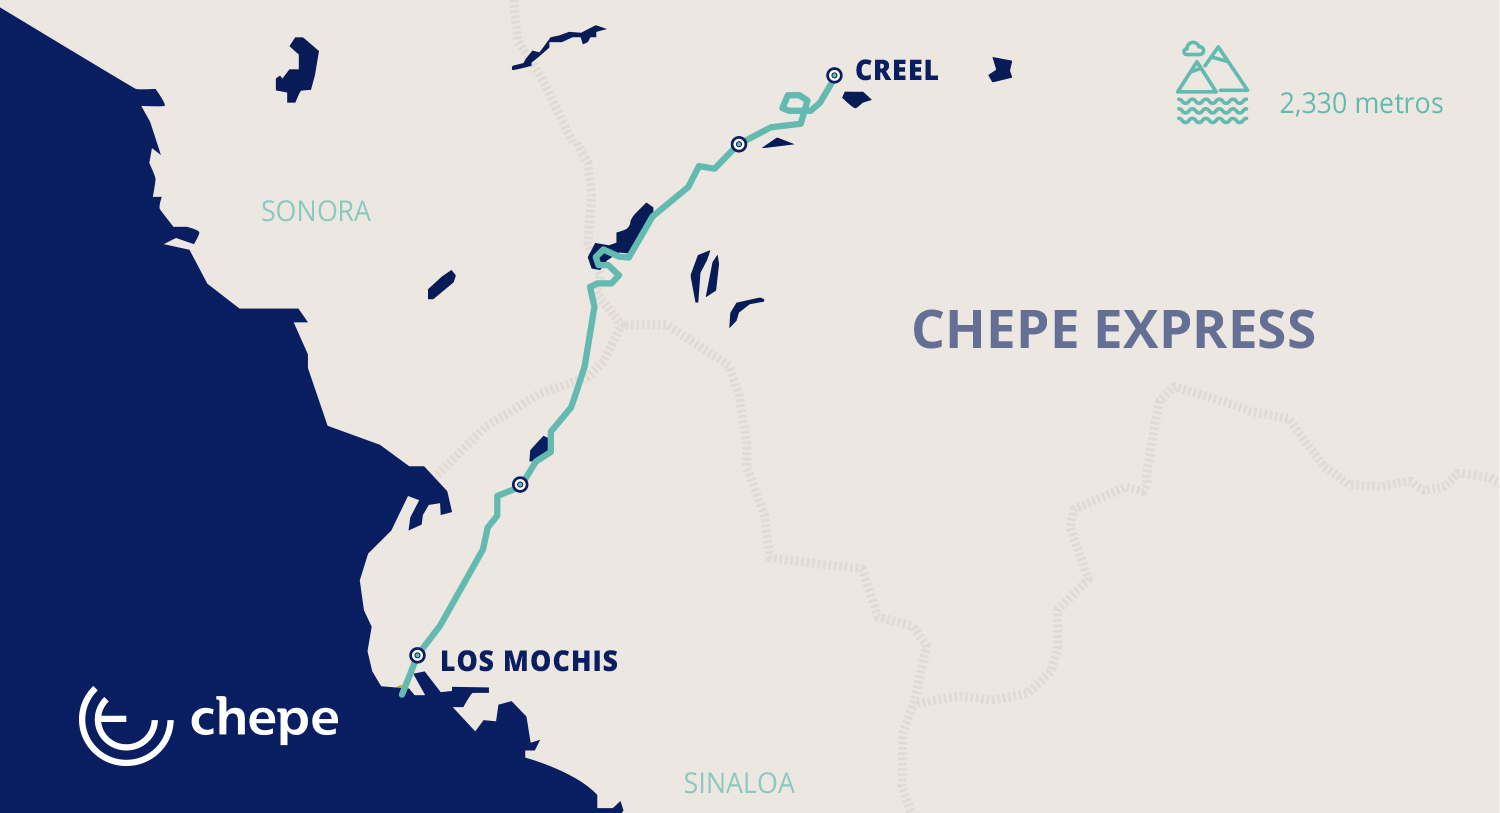 CREEL
2,330 metros
SONORA
CHEPE EXPRESS
LOS MOCHIS
chepe
SINALOA